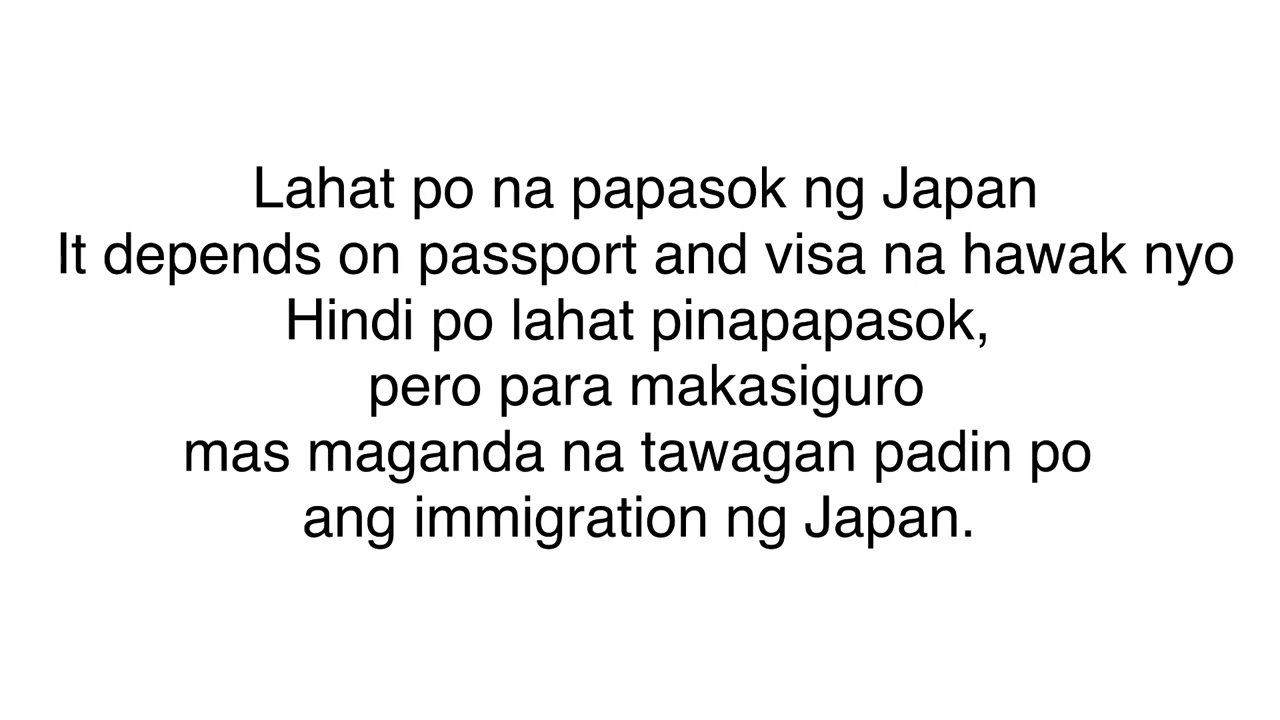 Lahat po na papasok ng Japan
It depends on passport and visa na hawak nyo
Hindi po lahat pinapapasok,
pero para makasiguro
mas maganda na tawagan padin po
ang immigration ng Japan.